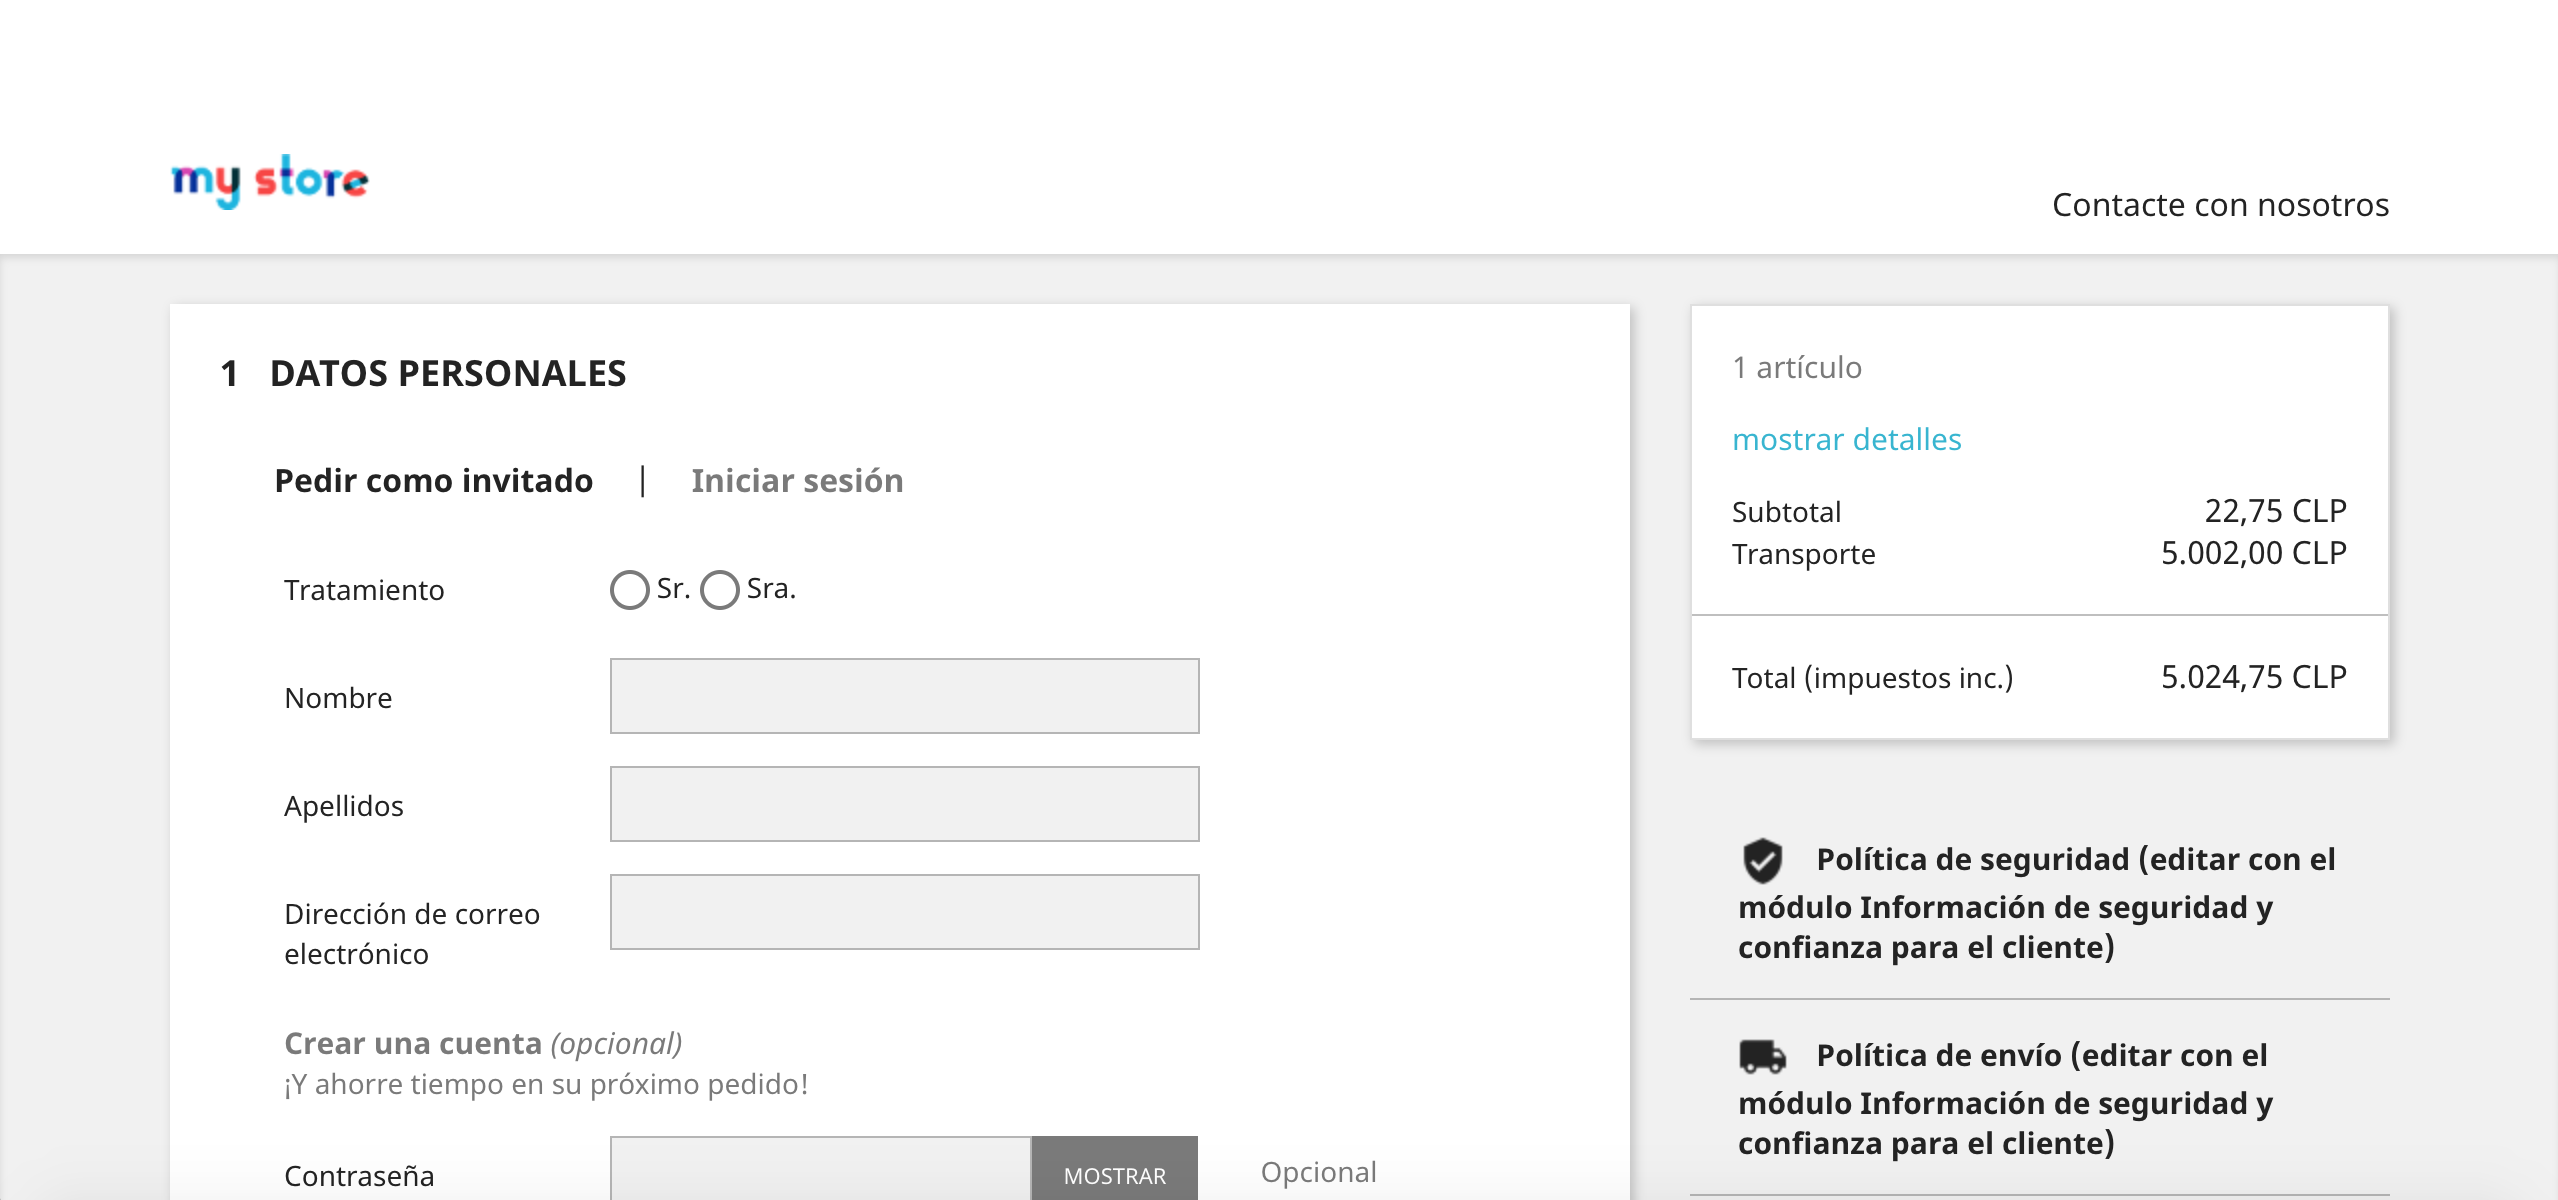 my store
Contacte con nosotros
1 DATOS PERSONALES
Pedir como invitado | Iniciar sesión
Tratamiento Sr. Sra.
Nombre
Apellidos
Dirección de correo
electrónico
Crear una cuenta (opcional)
¡Y ahorre tiempo en su próximo pedido!
Contraseña MOSTRAR Opcional
1 artículo
mostrar detalles
Subtotal 22,75 CLP
Transporte 5.002,00 CLP
Total (impuestos inc.) 5.024,75 CLP
Política de seguridad (editar con el
módulo Información de seguridad y
confianza para el cliente)
Política de envío (editar con el
módulo Información de seguridad y
confianza para el cliente)